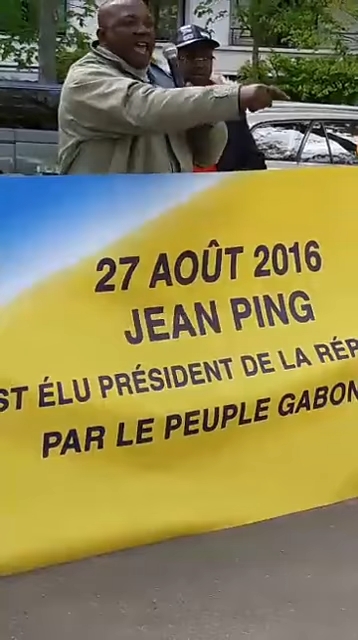 27 AOÛT 2016
JEAN PING
ST ÉLU PRÉSIDENT DE LA RÉP
PAR LE PEUPLE GABON